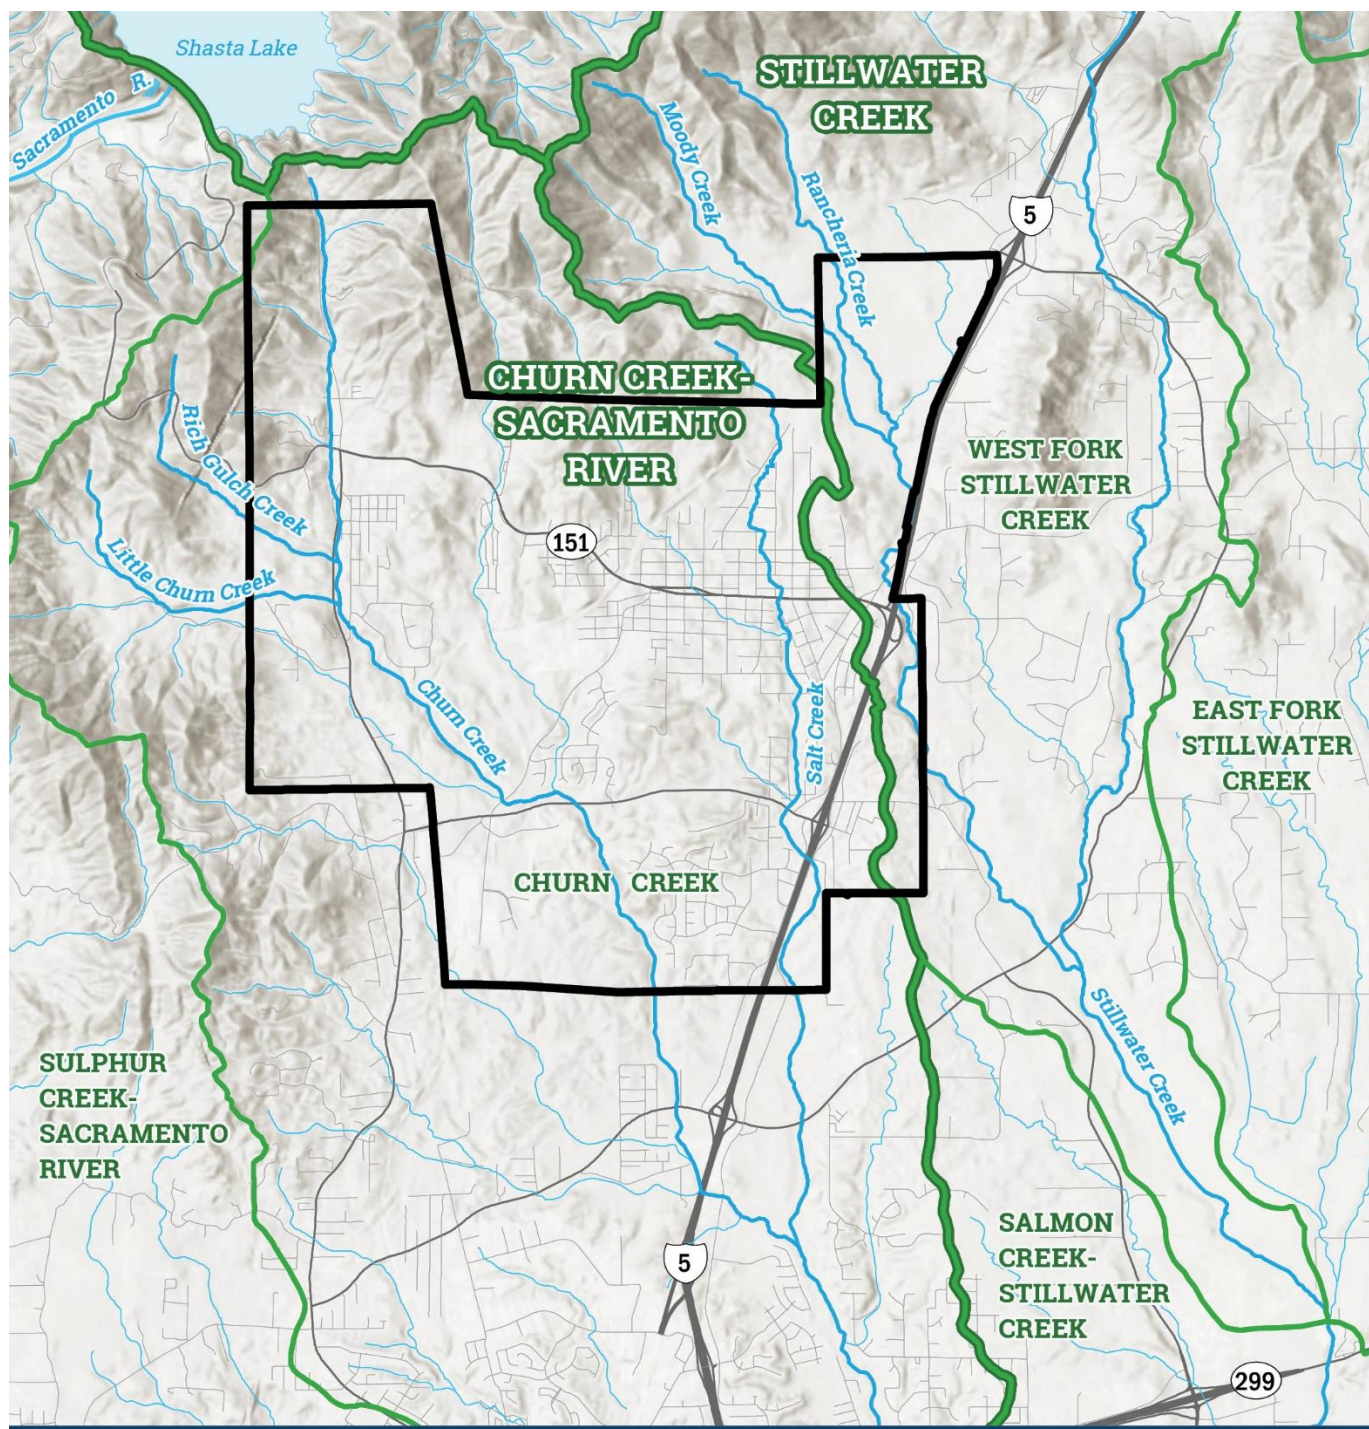 Shasta Lake
Sacramento R.
STILLWATER
CREEK
Moody Creek
Rancheria Creek
5
CHURN CREEK-
SACRAMENTO
RIVER
Rich Gulch Creek
WEST FORK
STILLWATER
CREEK
151
Little Churn Creek
Churn Creek
Salt Creek
EAST FORK
STILLWATER
CREEK
CHURN CREEK
Stillwater Creek
SULPHUR
CREEK-
SACRAMENTO
RIVER
SALMON
CREEK-
STILLWATER
CREEK
5
299